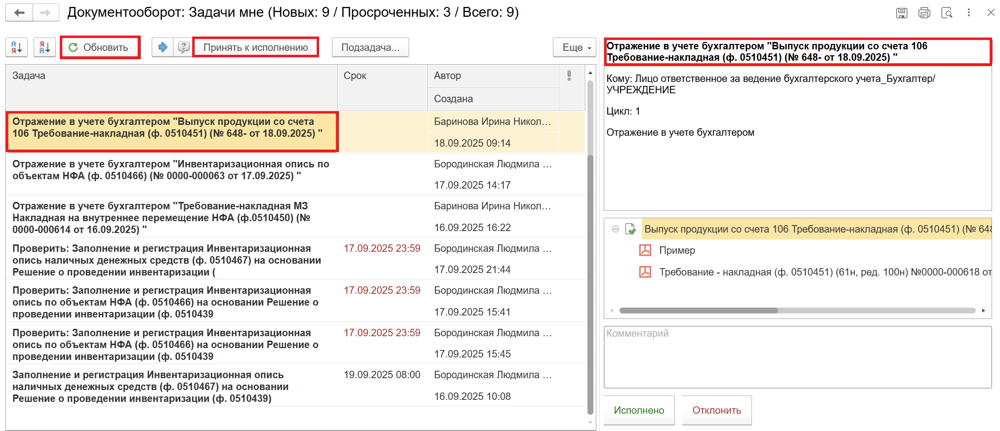 Документооборот: Задачи мне (Новых: 9 / Просроченных: 3 / Всего: 9)
Обновить
Принять к исполнению
Подзадача...
Еще
Задача
Срок
Автор
Создана
Отражение в учете бухгалтером "Выпуск продукции со счета
106 Требование-накладная (ф. 0510451) (№ 648- от 18.09.2025) "
Баринова Ирина Никол...
18.09.2025 09:14
Отражение в учете бухгалтером "Инвентаризационная опись по
объектам НФА (ф. 0510466) (№ 0000-000063 от 17.09.2025) "
Бородинская Людмила ...
17.09.2025 14:17
Отражение в учете бухгалтером "Требование-накладная МЗ
Накладная на внутреннее перемещение НФА (ф.0510450) (№
0000-000614 от 16.09.2025) "
Баринова Ирина Никол...
16.09.2025 16:22
Проверить: Заполнение и регистрация Инвентаризационная
опись наличных денежных средств (ф. 0510467) на основании
Решение о проведении инвентаризации (
17.09.2025 23:59
Бородинская Людмила ...
17.09.2025 21:44
Проверить: Заполнение и регистрация Инвентаризационная
опись по объектам НФА (ф. 0510466) на основании Решение о
проведении инвентаризации (ф. 0510439
17.09.2025 23:59
Бородинская Людмила ...
17.09.2025 15:41
Проверить: Заполнение и регистрация Инвентаризационная
опись по объектам НФА (ф. 0510466) на основании Решение о
проведении инвентаризации (ф. 0510439
17.09.2025 23:59
Бородинская Людмила ...
17.09.2025 15:45
Заполнение и регистрация Инвентаризационная опись
наличных денежных средств (ф. 0510467) на основании
Решение о проведении инвентаризации (ф. 0510439)
19.09.2025 08:00
Бородинская Людмила ...
16.09.2025 10:08
Отражение в учете бухгалтером "Выпуск продукции со счета 106
Требование-накладная (ф. 0510451) (№ 648- от 18.09.2025) "
Кому: Лицо ответственное за ведение бухгалтерского учета_Бухгалтер/
УЧРЕЖДЕНИЕ
Цикл: 1
Отражение в учете бухгалтером
Выпуск продукции со счета 106 Требование-накладная (ф. 0510451) (№ 648
Пример
Требование - накладная (ф. 0510451) (61н, ред. 100н) №0000-000618 от
Комментарий
Исполнено
Отклонить